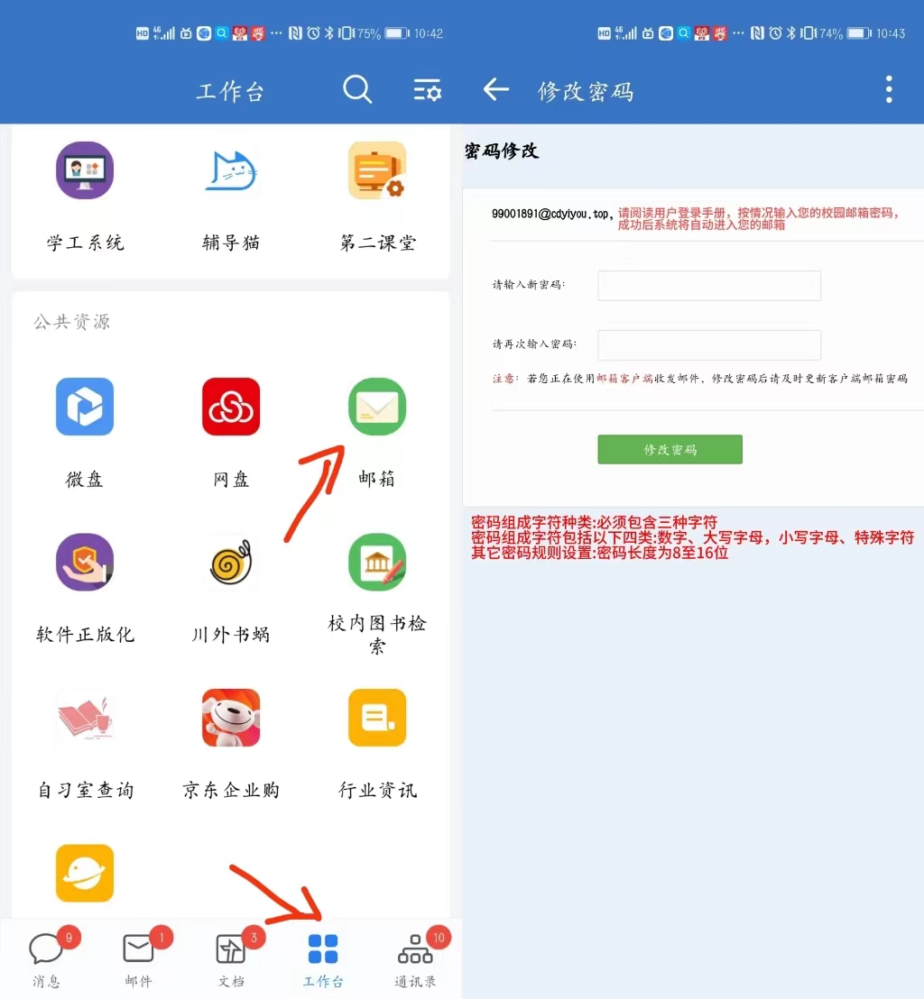 HD 4G 75% 10:42
工作台
学工系统 辅导猫 第二课堂
公共资源
微盘 网盘 邮箱
软件正版化 川外书蜗 校内图书检
索
自习室查询 京东企业购 行业资讯
9 1 3 10
消息 邮件 文档 工作台 通讯录
HD 4G 74% 10:43
修改密码
密码修改
99001891@cdyiyou.top, 请阅读用户登录手册，按情况输入您的校园邮箱密码，
成功后系统将自动进入您的邮箱
请输入新密码：
请再次输入密码：
注意：若您正在使用邮箱客户端收发邮件，修改密码后请及时更新客户端邮箱密码
修改密码
密码组成字符种类:必须包含三种字符
密码组成字符包括以下四类:数字、大写字母，小写字母、特殊字符
其它密码规则设置:密码长度为8至16位